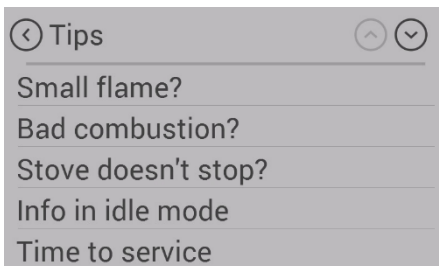 Tips
Small flame?
Bad combustion?
Stove doesn't stop?
Info in idle mode
Time to service